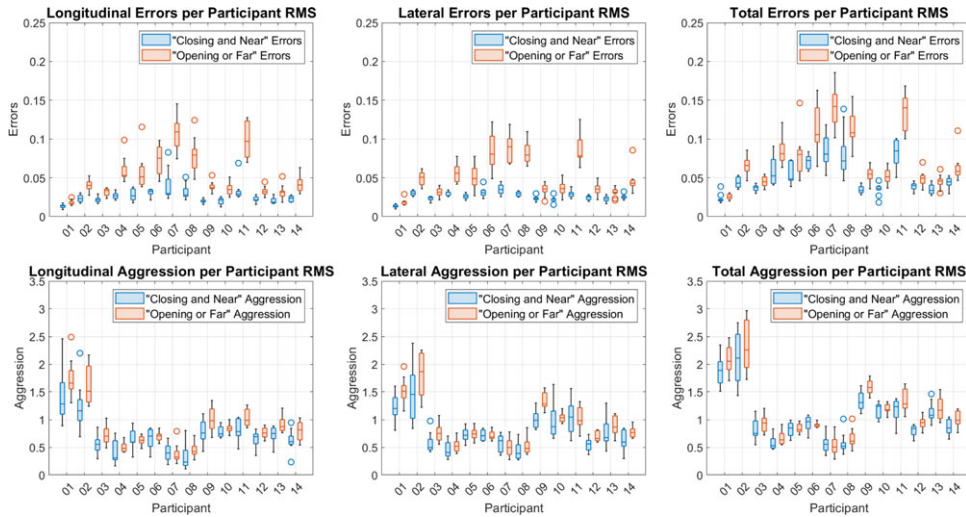 Longitudinal Errors per Participant RMS
0.25
0.2
0.15
0.1
0.05
0
Errors
"Closing and Near" Errors
"Opening or Far" Errors
01 02 03 04 05 06 07 08 09 10 11 12 13 14
Participant
Lateral Errors per Participant RMS
0.25
0.2
0.15
0.1
0.05
0
Errors
"Closing and Near" Errors
"Opening or Far" Errors
01 02 03 04 05 06 07 08 09 10 11 12 13 14
Participant
Total Errors per Participant RMS
0.25
0.2
0.15
0.1
0.05
0
Errors
"Closing and Near" Errors
"Opening or Far" Errors
01 02 03 04 05 06 07 08 09 10 11 12 13 14
Participant
Longitudinal Aggression per Participant RMS
3.5
3
2.5
2
1.5
1
0.5
0
Aggression
"Closing and Near" Aggression
"Opening or Far" Aggression
01 02 03 04 05 06 07 08 09 10 11 12 13 14
Participant
Lateral Aggression per Participant RMS
3.5
3
2.5
2
1.5
1
0.5
0
Aggression
"Closing and Near" Aggression
"Opening or Far" Aggression
01 02 03 04 05 06 07 08 09 10 11 12 13 14
Participant
Total Aggression per Participant RMS
3.5
3
2.5
2
1.5
1
0.5
0
Aggression
"Closing and Near" Aggression
"Opening or Far" Aggression
01 02 03 04 05 06 07 08 09 10 11 12 13 14
Participant